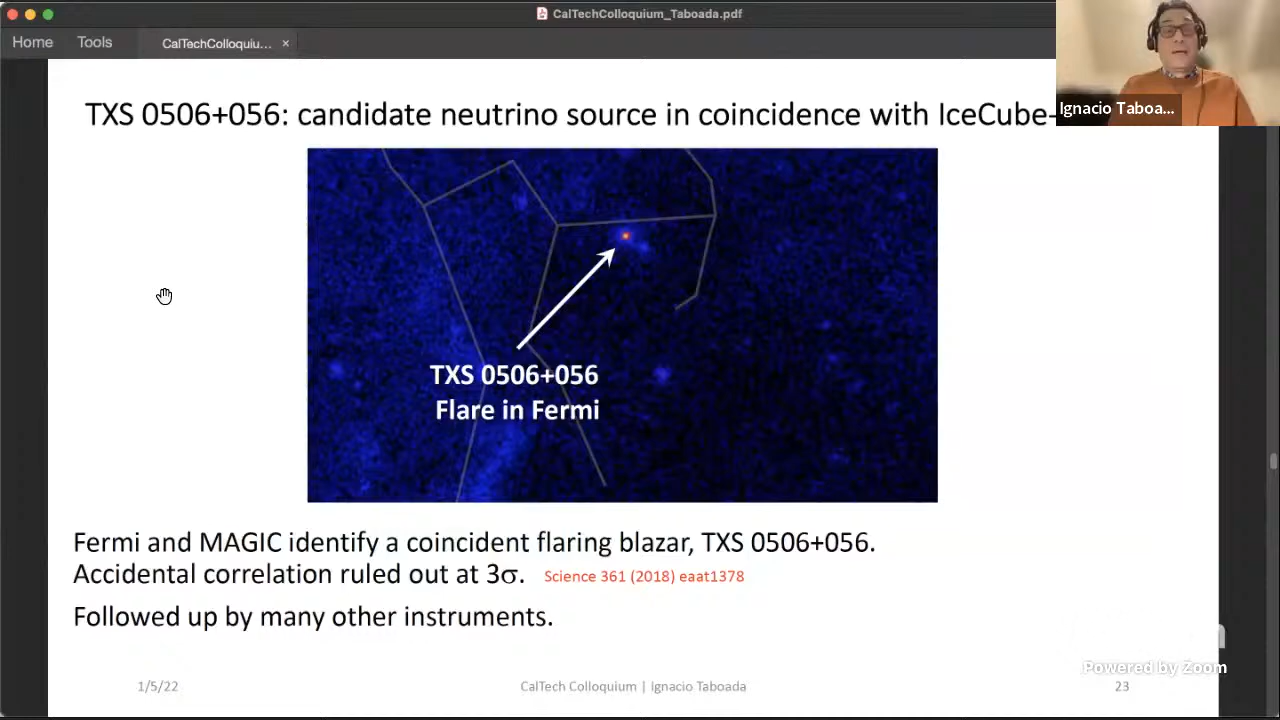 CalTechColloquium_Taboada.pdf
Home Tools CalTechColloquiu... ×
Ignacio Taboa...
TXS 0506+056: candidate neutrino source in coincidence with IceCube-
TXS 0506+056
Flare in Fermi
Fermi and MAGIC identify a coincident flaring blazar, TXS 0506+056.
Accidental correlation ruled out at 3σ. Science 361 (2018) eaat1378
Followed up by many other instruments.
Powered by Zoom
1/5/22 CalTech Colloquium | Ignacio Taboada 23